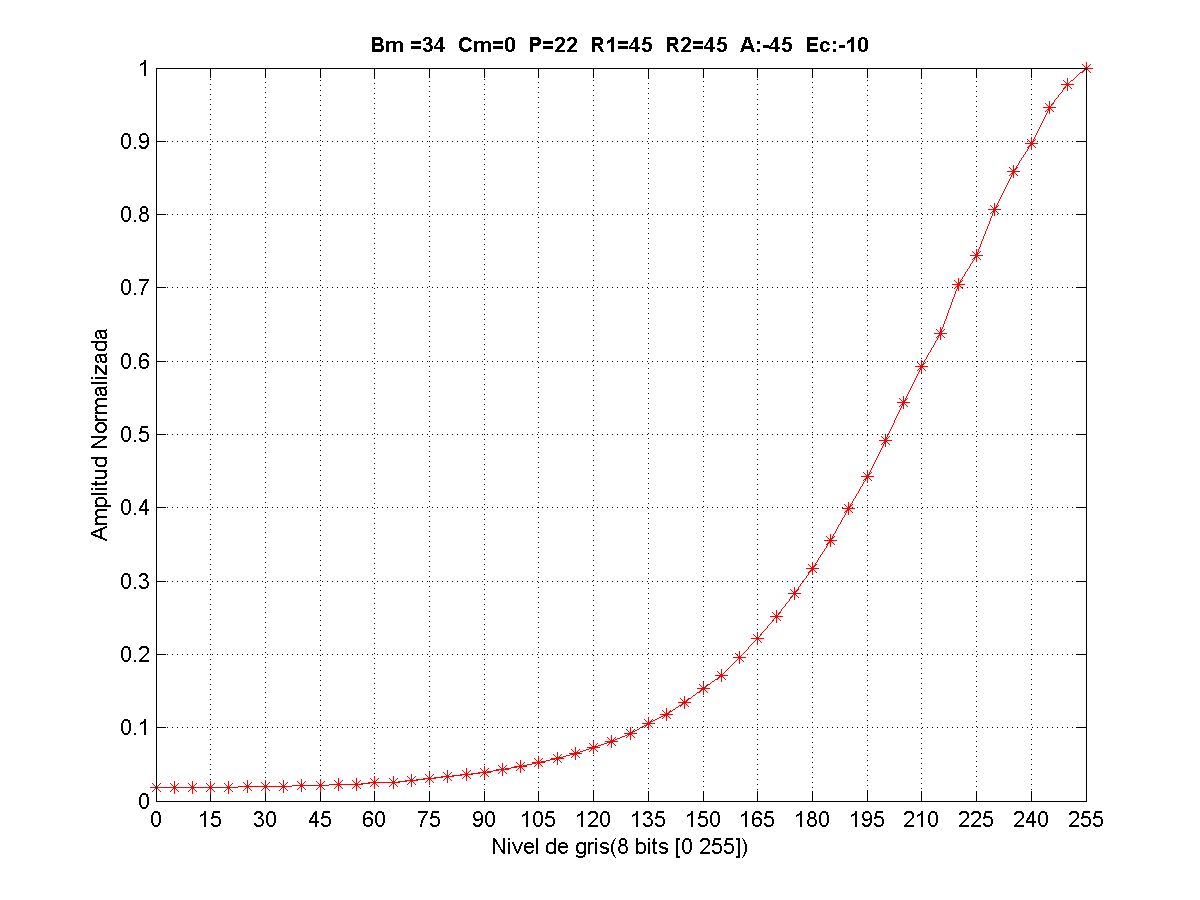 Bm =34  Cm=0  P=22  R1=45  R2=45  A:-45  Ec:-10
1
0.9
0.8
0.7
0.6
0.5
0.4
0.3
0.2
0.1
0
Amplitud Normalizada
0 15 30 45 60 75 90 105 120 135 150 165 180 195 210 225 240 255
Nivel de gris(8 bits [0 255])